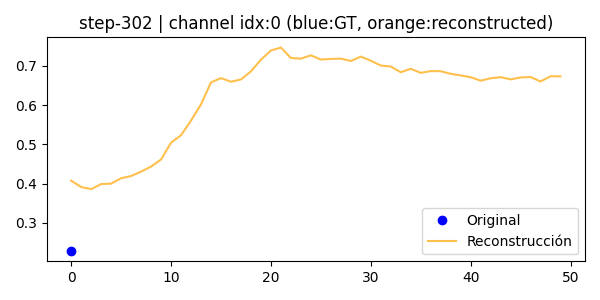 step-302 | channel idx:0 (blue:GT, orange:reconstructed)
0.7
0.6
0.5
0.4
0.3
Original
Reconstrucción
0 10 20 30 40 50